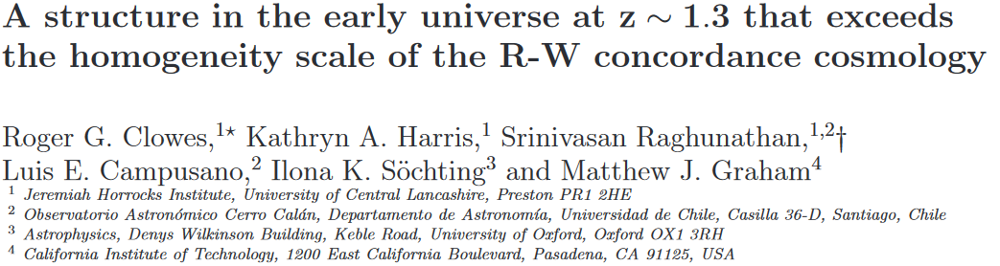 A structure in the early universe at z ∼ 1.3 that exceeds
the homogeneity scale of the R-W concordance cosmology
Roger G. Clowes,¹⋆ Kathryn A. Harris,¹ Srinivasan Raghunathan,¹,²†
Luis E. Campusano,² Ilona K. Söchting³ and Matthew J. Graham⁴
¹ Jeremiah Horrocks Institute, University of Central Lancashire, Preston PR1 2HE
² Observatorio Astronómico Cerro Calán, Departamento de Astronomía, Universidad de Chile, Casilla 36-D, Santiago, Chile
³ Astrophysics, Denys Wilkinson Building, Keble Road, University of Oxford, Oxford OX1 3RH
⁴ California Institute of Technology, 1200 East California Boulevard, Pasadena, CA 91125, USA